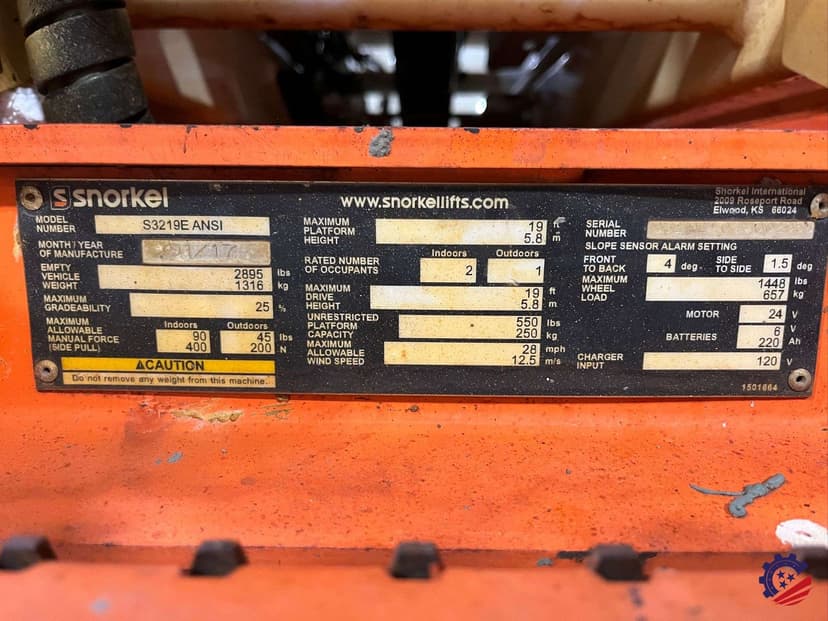 snorkel
www.snorkellifts.com
Snorkel International
2009 Roseport Road
Elwood, KS 66024
MODEL NUMBER S3219E ANSI
MONTH / YEAR OF MANUFACTURE /17
EMPTY VEHICLE WEIGHT 2895 lbs
1316 kg
MAXIMUM GRADEABILITY 25 %
MAXIMUM ALLOWABLE MANUAL FORCE (SIDE PULL)
Indoors Outdoors
90 45 lbs
400 200 N
⚠CAUTION
Do not remove any weight from this machine.
MAXIMUM PLATFORM HEIGHT 19 ft
5.8 m
RATED NUMBER OF OCCUPANTS
Indoors Outdoors
2 1
MAXIMUM DRIVE HEIGHT 19 ft
5.8 m
UNRESTRICTED PLATFORM CAPACITY 550 lbs
250 kg
MAXIMUM ALLOWABLE WIND SPEED 28 mph
12.5 m/s
SERIAL NUMBER
SLOPE SENSOR ALARM SETTING
FRONT TO BACK 4 deg. SIDE TO SIDE 1.5 deg
MAXIMUM WHEEL LOAD 1448 lbs
657 kg
MOTOR 24 V
BATTERIES 6 V
220 Ah
CHARGER INPUT 120 V
1501664